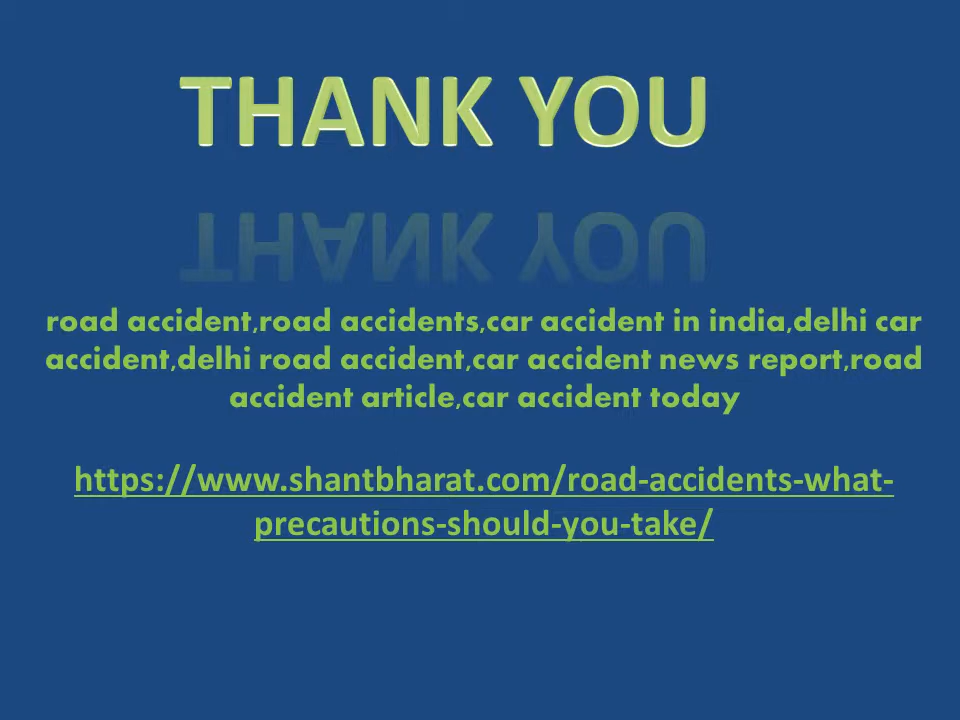 THANK YOU
road accident,road accidents,car accident in india,delhi car
accident,delhi road accident,car accident news report,road
accident article,car accident today
https://www.shantbharat.com/road-accidents-what-
precautions-should-you-take/